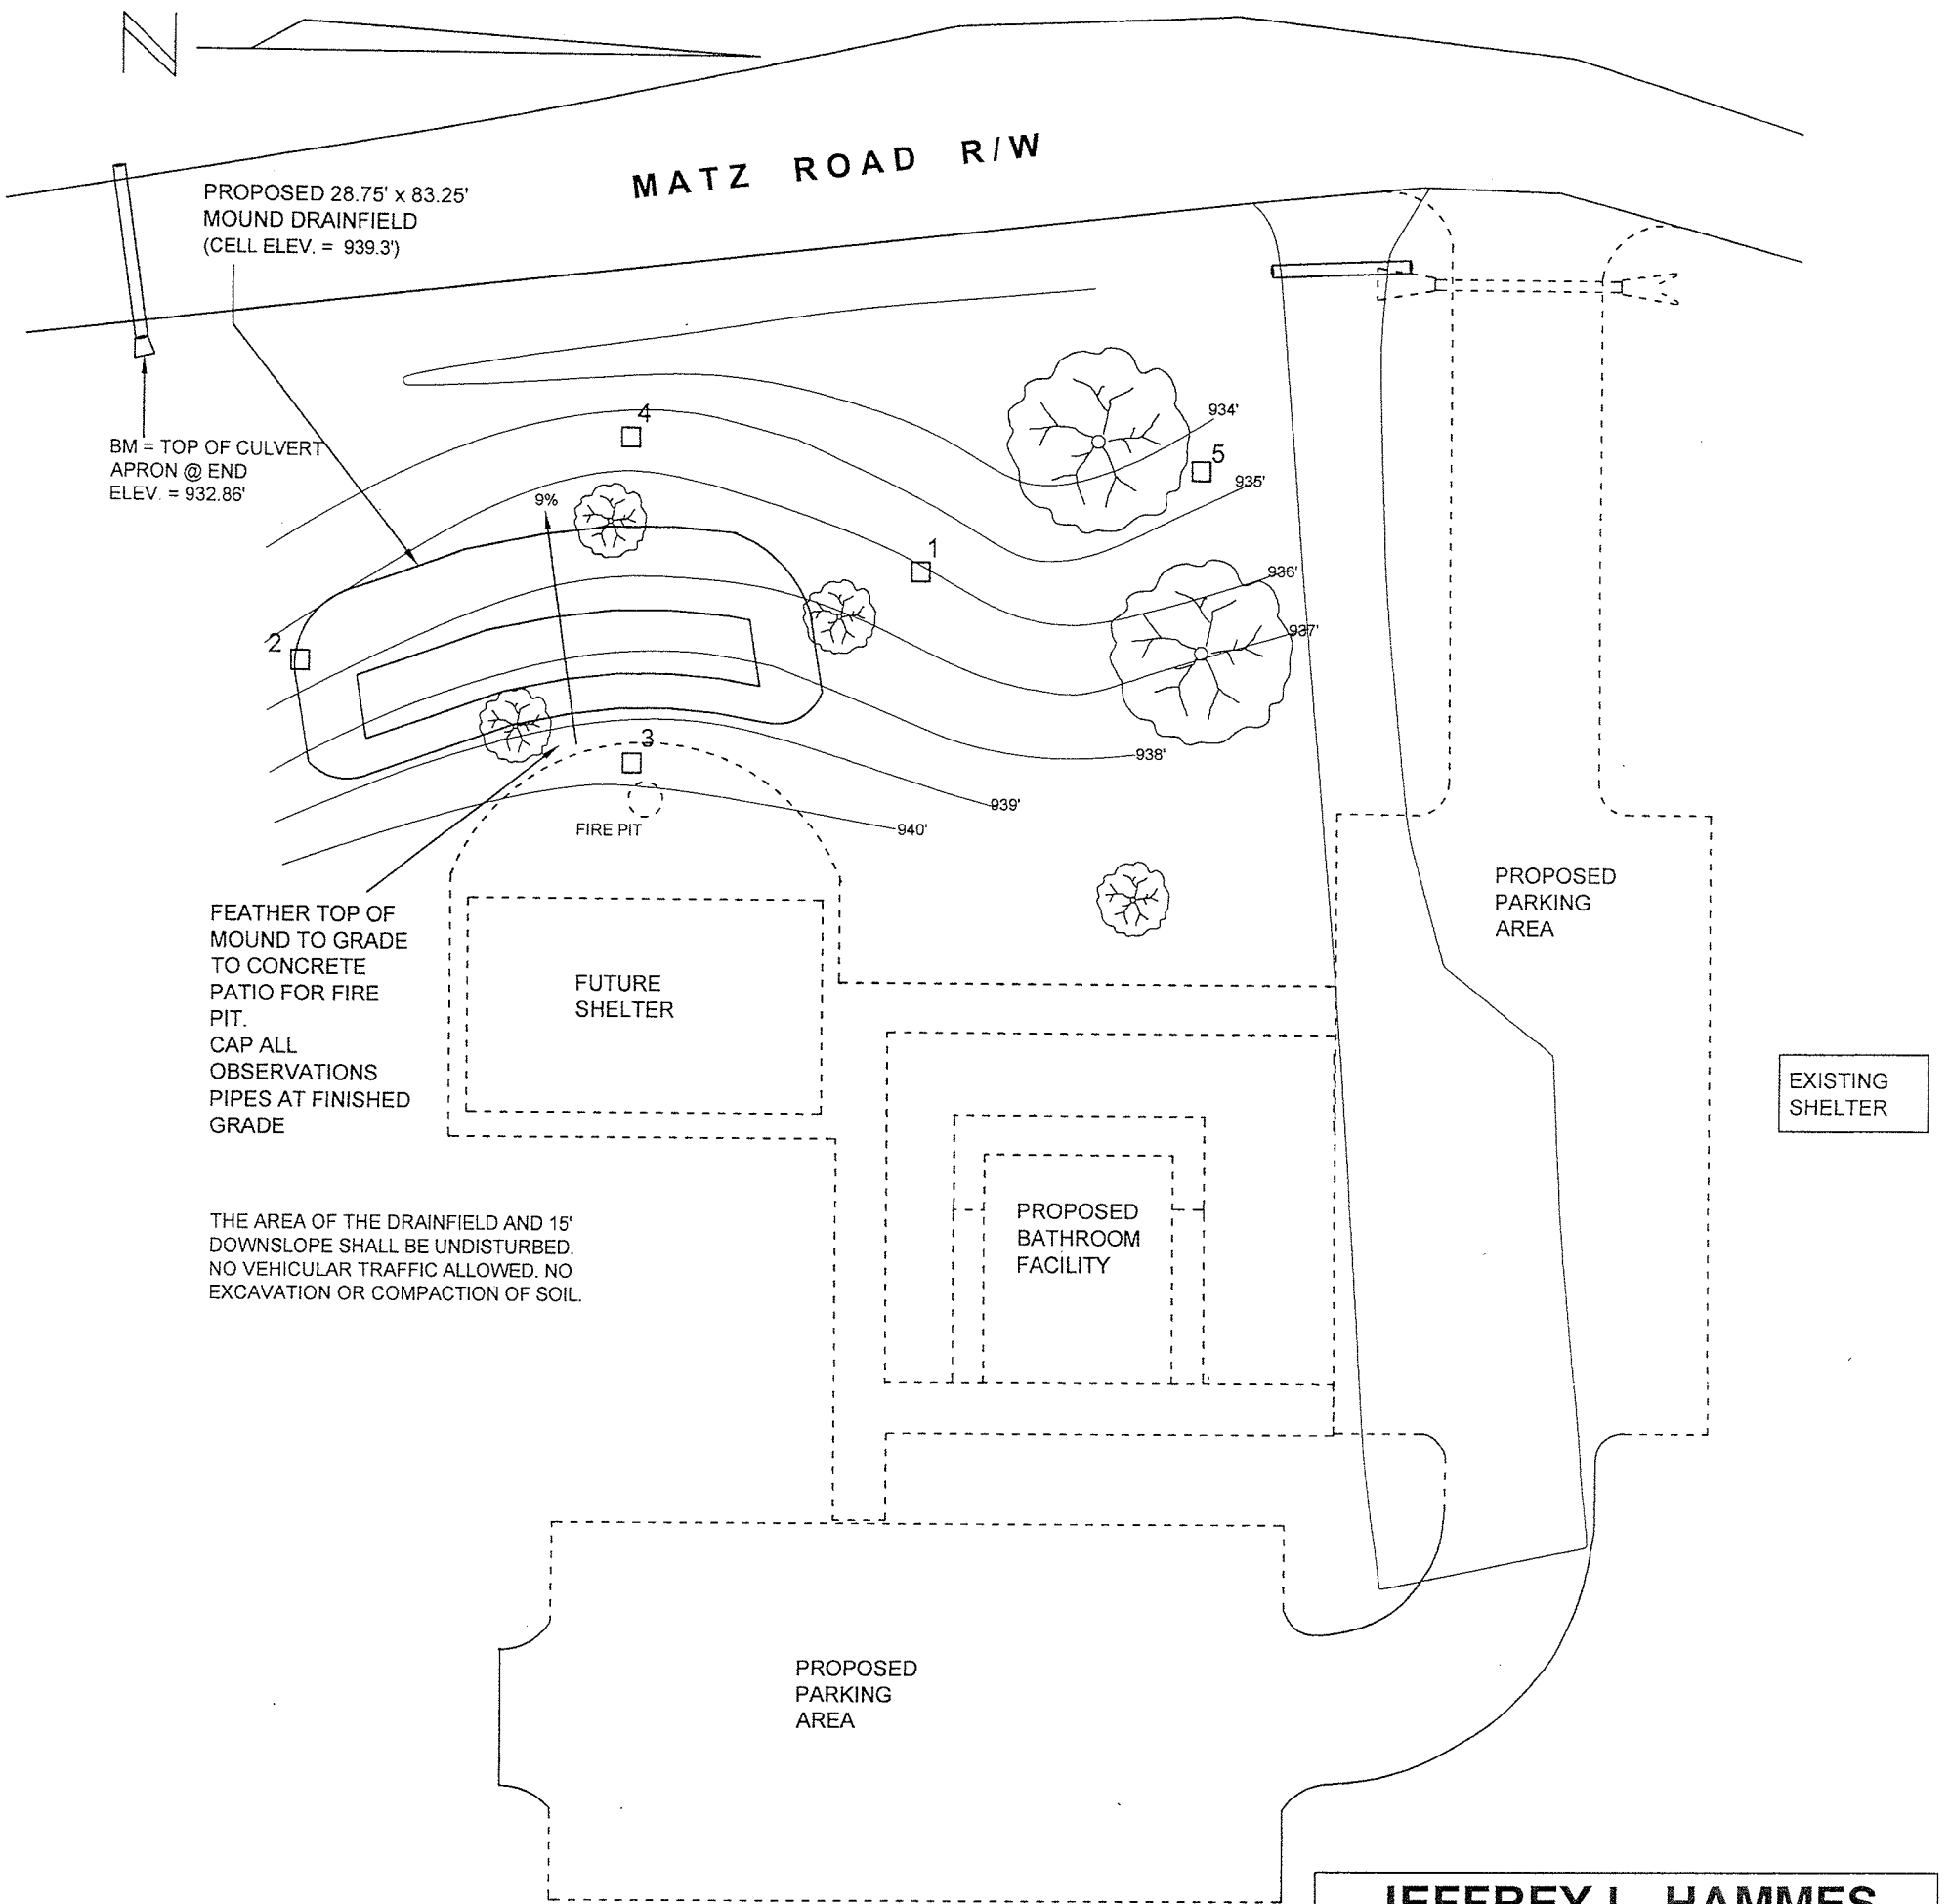 N
MATZ ROAD R/W
PROPOSED 28.75' x 83.25'
MOUND DRAINFIELD
(CELL ELEV. = 939.3')
BM = TOP OF CULVERT
APRON @ END
ELEV. = 932.86'
4
934'
5
935'
9%
1
936'
937'
2
3
938'
939'
940'
FIRE PIT
FEATHER TOP OF
MOUND TO GRADE
TO CONCRETE
PATIO FOR FIRE
PIT.
CAP ALL
OBSERVATIONS
PIPES AT FINISHED
GRADE
FUTURE
SHELTER
PROPOSED
PARKING
AREA
EXISTING
SHELTER
THE AREA OF THE DRAINFIELD AND 15'
DOWNSLOPE SHALL BE UNDISTURBED.
NO VEHICULAR TRAFFIC ALLOWED. NO
EXCAVATION OR COMPACTION OF SOIL.
PROPOSED
BATHROOM
FACILITY
PROPOSED
PARKING
AREA
JEFFREY L. HAMMES